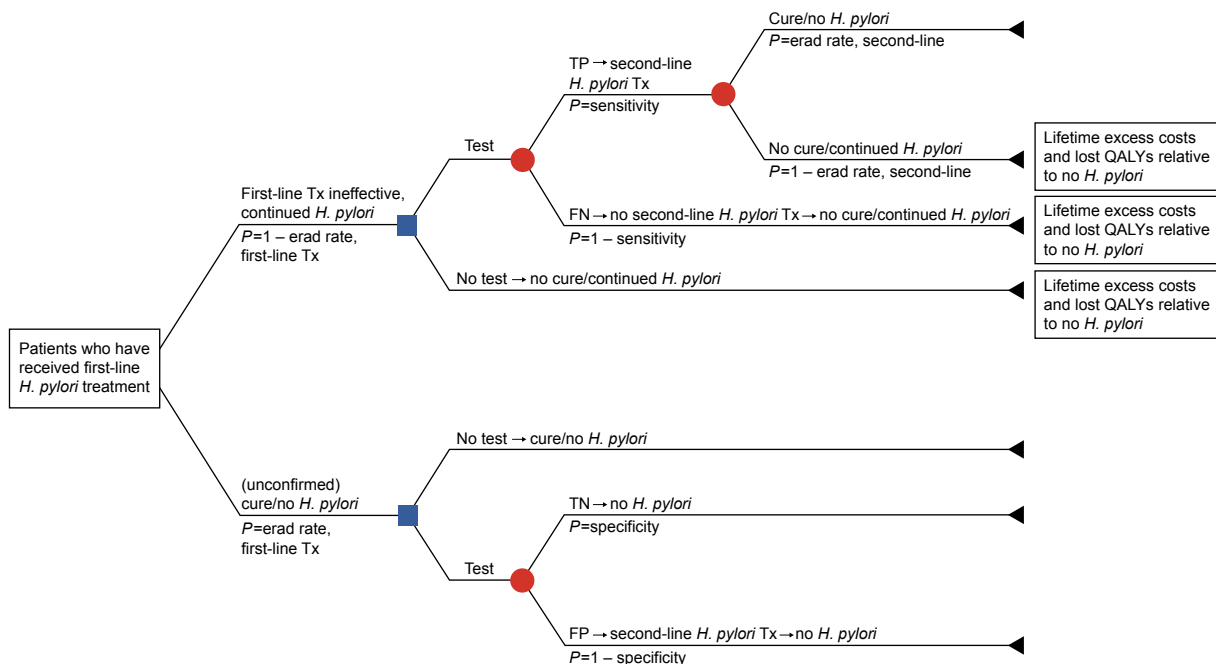 Cure/no H. pylori
P=erad rate, second-line
TP → second-line
H. pylori Tx
P=sensitivity
Test
No cure/continued H. pylori
P=1 – erad rate, second-line
Lifetime excess costs
and lost QALYs relative
to no H. pylori
First-line Tx ineffective,
continued H. pylori
P=1 – erad rate,
first-line Tx
FN → no second-line H. pylori Tx → no cure/continued H. pylori
P=1 – sensitivity
Lifetime excess costs
and lost QALYs relative
to no H. pylori
No test → no cure/continued H. pylori
Lifetime excess costs
and lost QALYs relative
to no H. pylori
Patients who have
received first-line
H. pylori treatment
No test → cure/no H. pylori
(unconfirmed)
cure/no H. pylori
P=erad rate,
first-line Tx
TN → no H. pylori
P=specificity
Test
FP → second-line H. pylori Tx → no H. pylori
P=1 – specificity